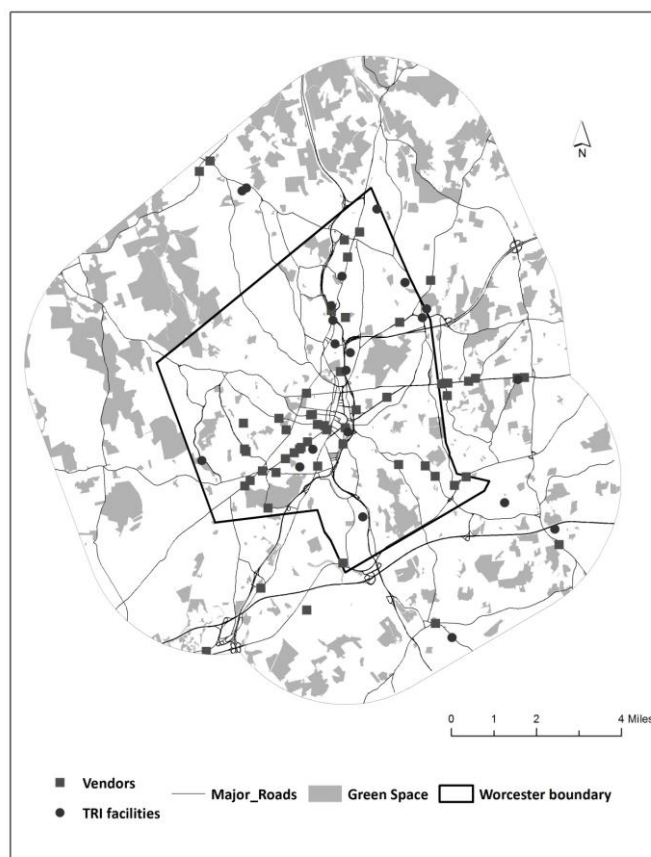 N
0 1 2 4 Miles
Vendors Major_Roads Green Space Worcester boundary
TRI facilities